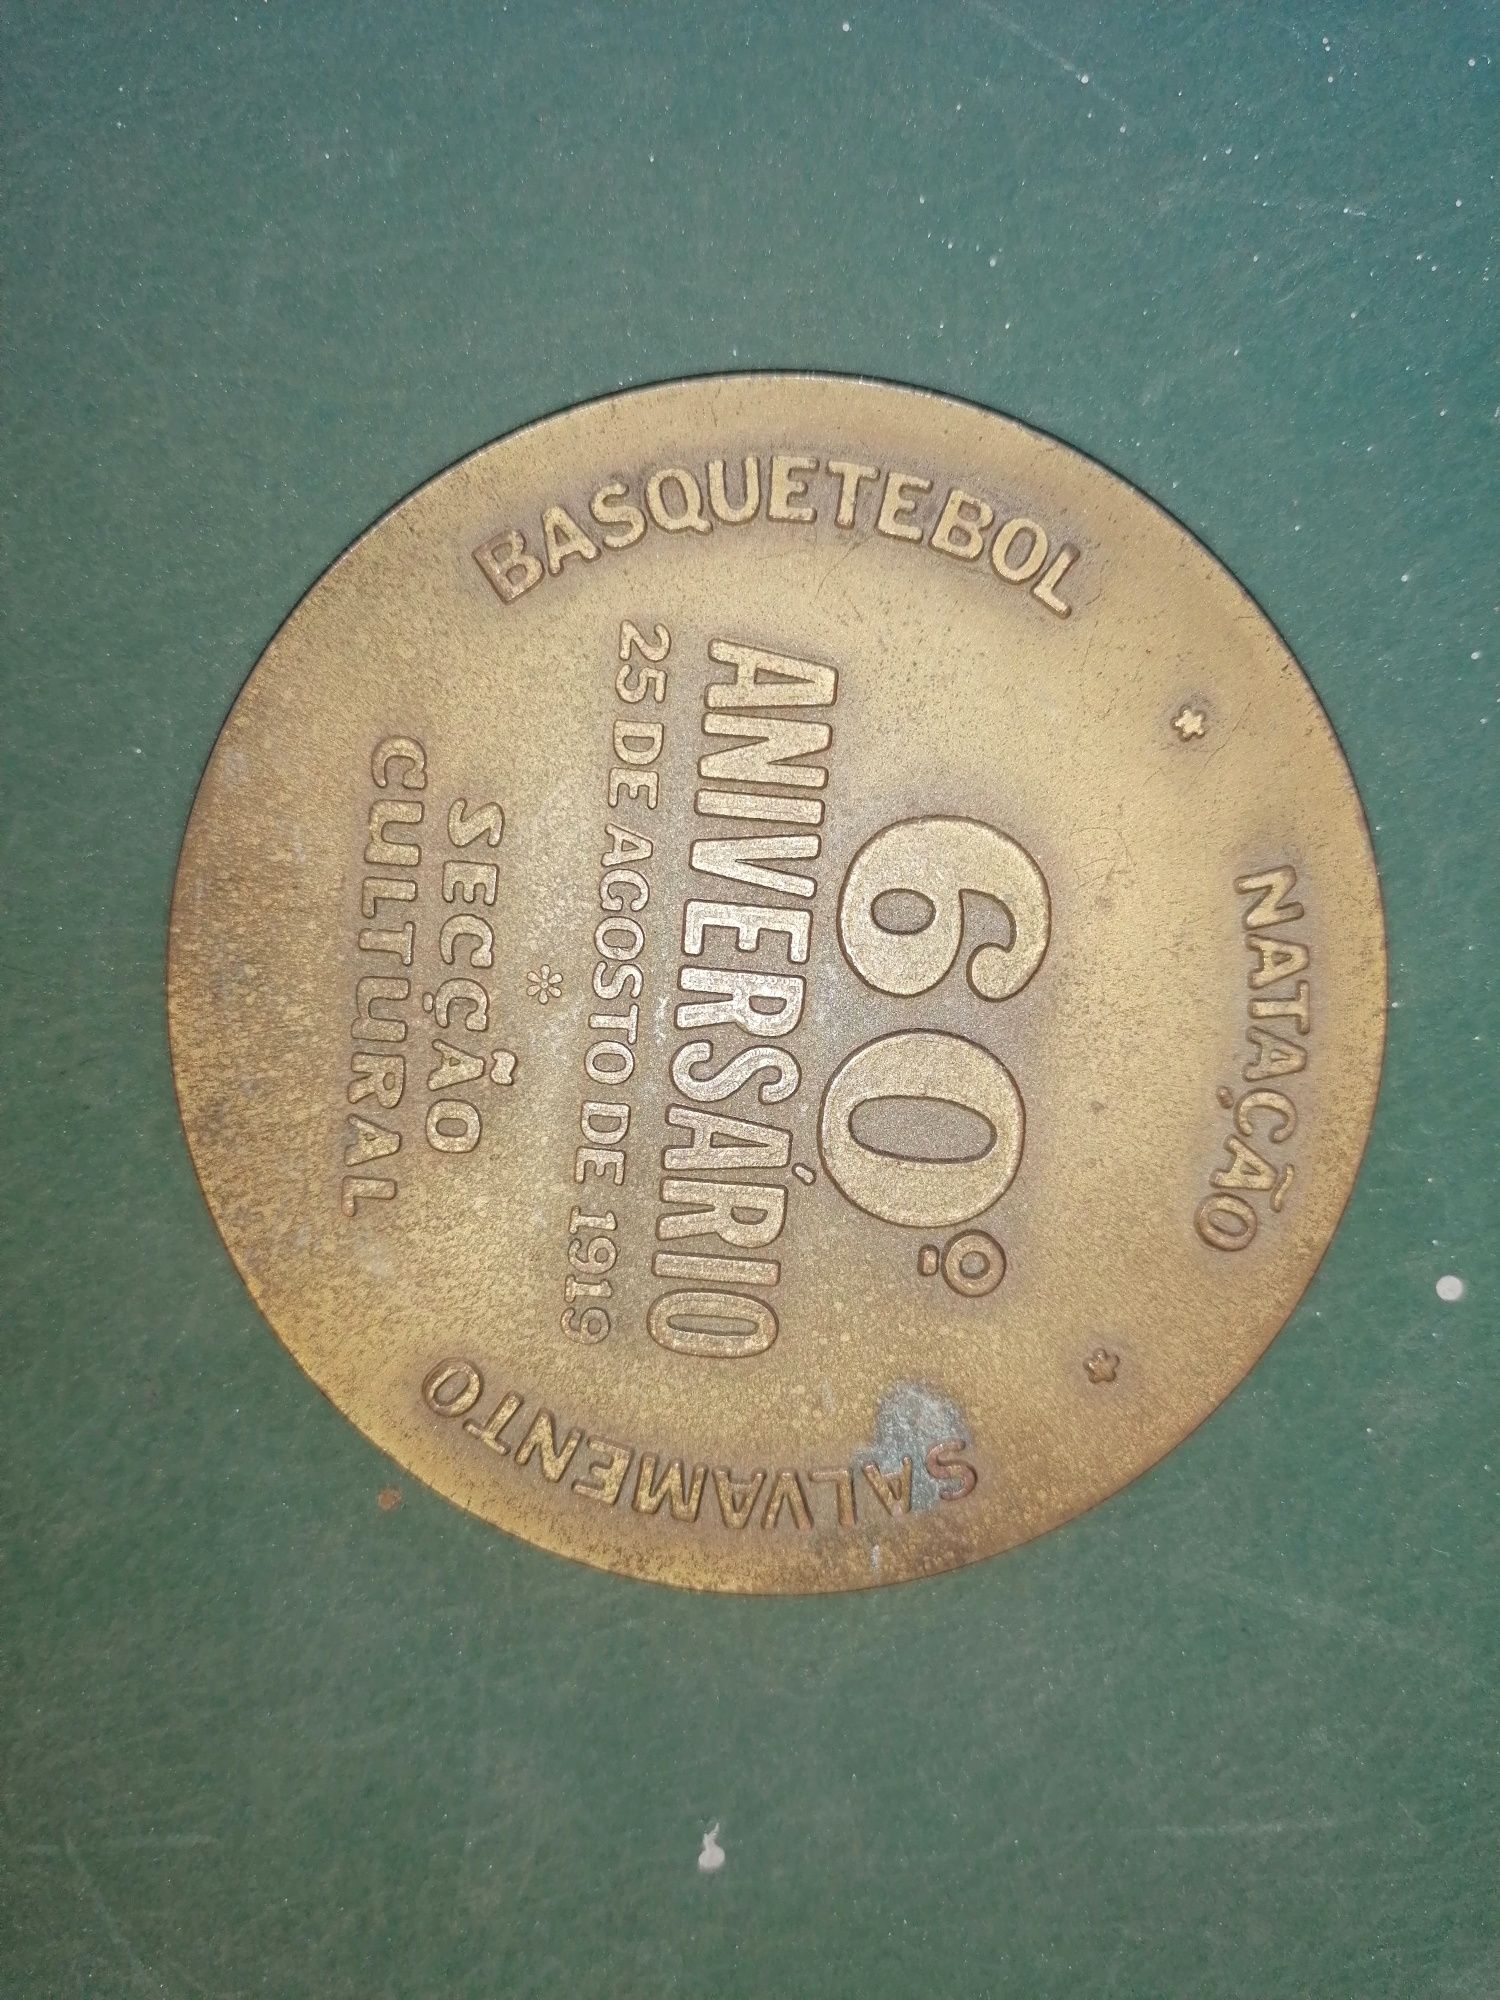 BASQUETEBOL * NATAÇÃO * SALVAMENTO
60º
ANIVERSÁRIO
25 DE AGOSTO DE 1919
*
SECÇÃO
CULTURAL